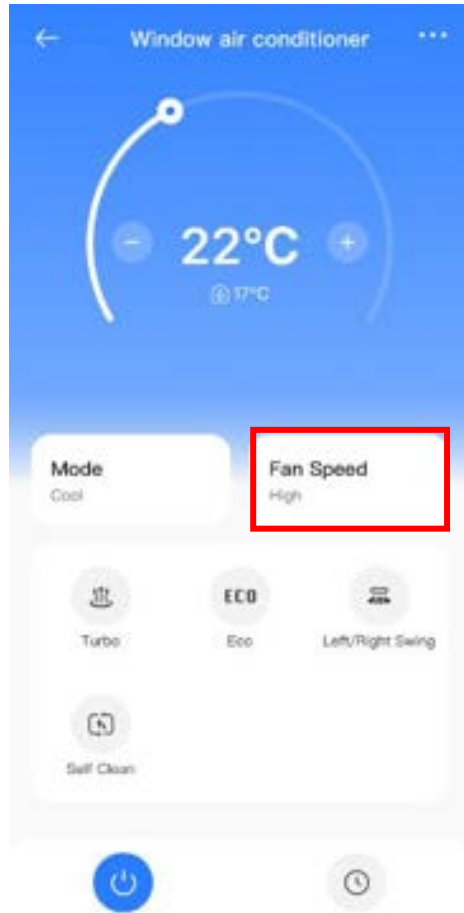 Window air conditioner
22°C
17°C
Mode
Cool
Fan Speed
High
ECO
Turbo
Eco
Left/Right Swing
Self Clean